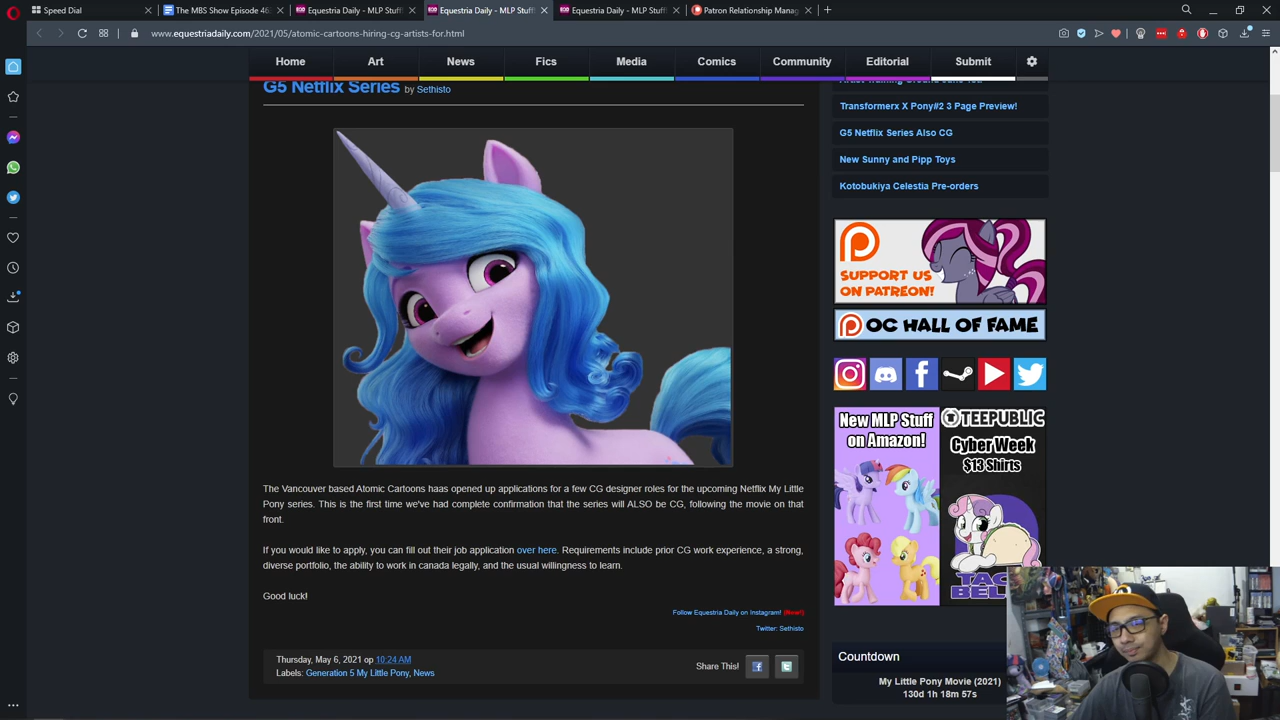 Speed Dial
The MBS Show Episode 46
Equestria Daily - MLP Stuff
Equestria Daily - MLP Stuff
Equestria Daily - MLP Stuff
Patron Relationship Manag
www.equestriadaily.com/2021/05/atomic-cartoons-hiring-cg-artists-for.html
Home Art News Fics Media Comics Community Editorial Submit
G5 Netflix Series by Sethisto
Transformerx X Pony#2 3 Page Preview!
G5 Netflix Series Also CG
New Sunny and Pipp Toys
Kotobukiya Celestia Pre-orders
SUPPORT US
ON PATREON!
OC HALL OF FAME
New MLP Stuff
on Amazon!
TEEPUBLIC
Cyber Week
$13 Shirts
The Vancouver based Atomic Cartoons haas opened up applications for a few CG designer roles for the upcoming Netflix My Little
Pony series. This is the first time we've had complete confirmation that the series will ALSO be CG, following the movie on that
front.
If you would like to apply, you can fill out their job application over here. Requirements include prior CG work experience, a strong,
diverse portfolio, the ability to work in canada legally, and the usual willingness to learn.
Good luck!
Follow Equestria Daily on Instagram! (New!)
Twitter: Sethisto
Thursday, May 6, 2021 op 10:24 AM
Labels: Generation 5 My Little Pony, News
Share This!
Countdown
My Little Pony Movie (2021)
130d 1h 18m 57s